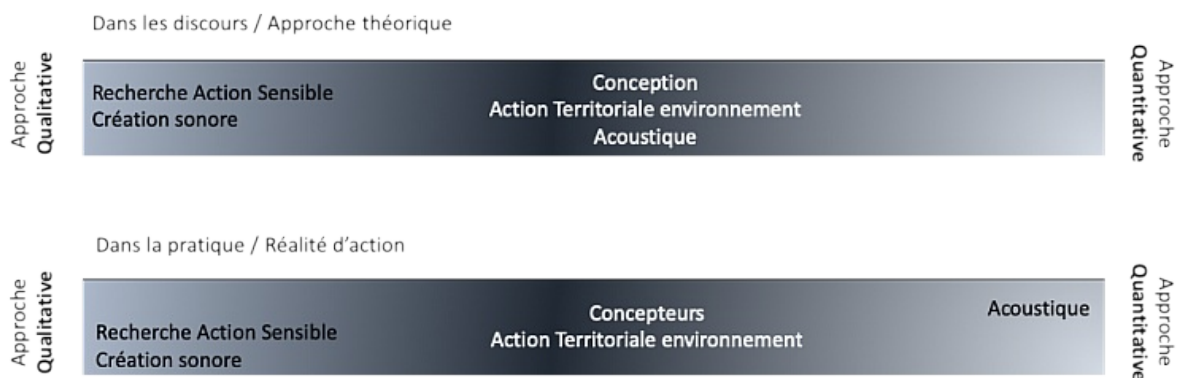 Dans les discours / Approche théorique
Approche
Qualitative
Recherche Action Sensible
Création sonore
Conception
Action Territoriale environnement
Acoustique
Approche
Quantitative
Dans la pratique / Réalité d’action
Approche
Qualitative
Recherche Action Sensible
Création sonore
Concepteurs
Action Territoriale environnement
Acoustique
Approche
Quantitative